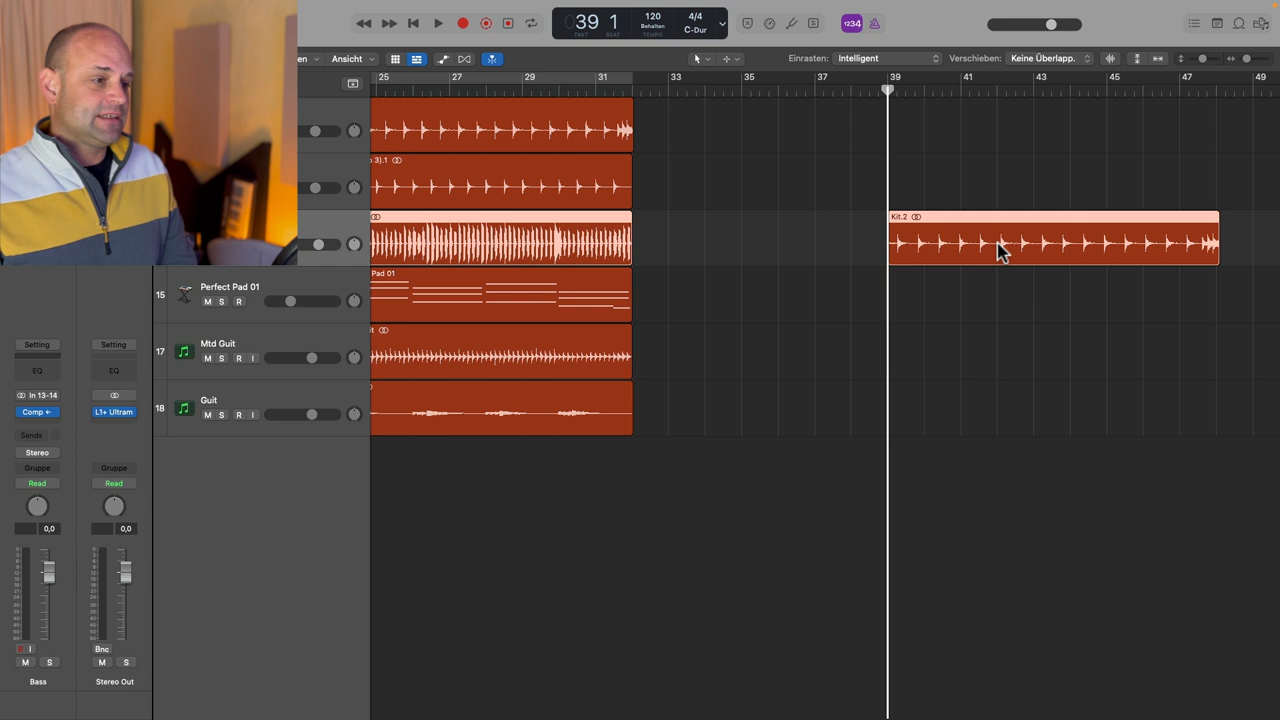 39 1
TAKT BEAT
120
Behalten
TEMPO
4/4
C-Dur
1234
en
Ansicht
Einrasten: Intelligent
Verschieben: Keine Überlapp.
25 27 29 31 33 35 37 39 41 43 45 47 49
3).1
Kit.2
15 Perfect Pad 01
M S R
Pad 01
17 Mtd Guit
M S R I
it
18 Guit
M S R I
Setting Setting
EQ EQ
In 13-14
Comp L1+ Ultram
Sends
Stereo
Gruppe Gruppe
Read Read
0,0 0,0
R I Bnc
M S M S
Bass Stereo Out